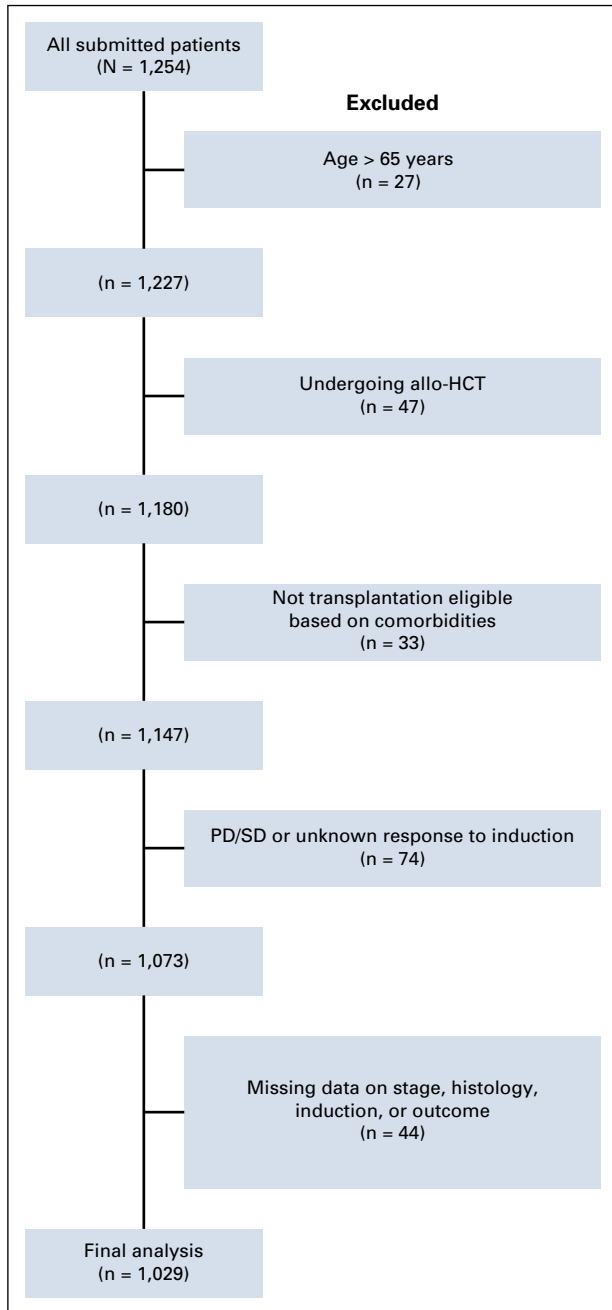 All submitted patients
(N = 1,254)
Excluded
Age > 65 years
(n = 27)
(n = 1,227)
Undergoing allo-HCT
(n = 47)
(n = 1,180)
Not transplantation eligible
based on comorbidities
(n = 33)
(n = 1,147)
PD/SD or unknown response to induction
(n = 74)
(n = 1,073)
Missing data on stage, histology,
induction, or outcome
(n = 44)
Final analysis
(n = 1,029)